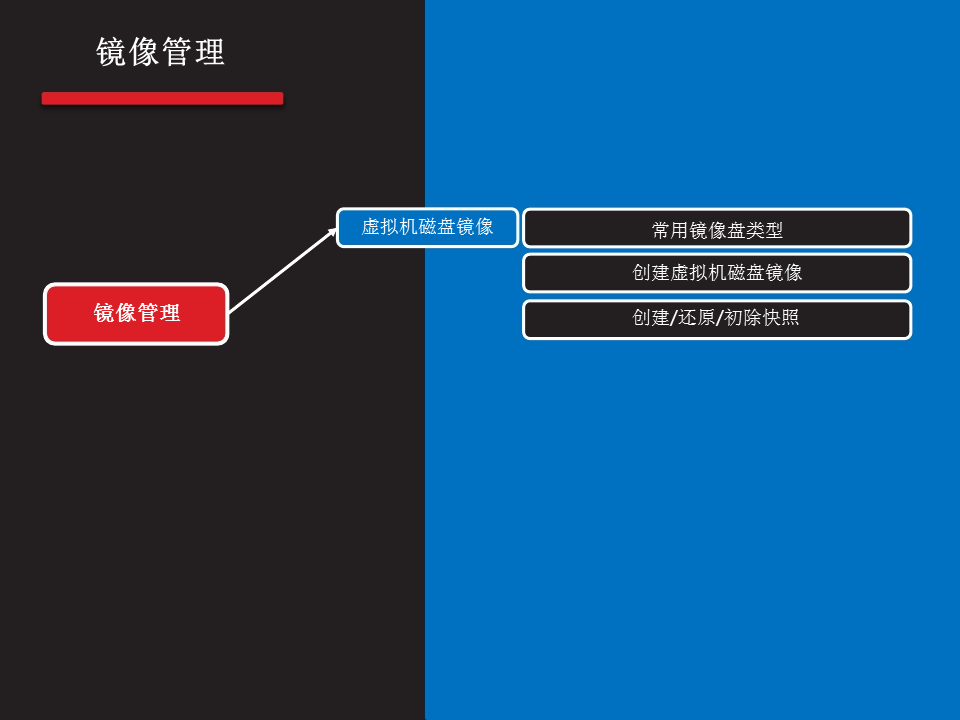 镜像管理
虚拟机磁盘镜像
常用镜像盘类型
创建虚拟机磁盘镜像
镜像管理
创建/还原/初除快照